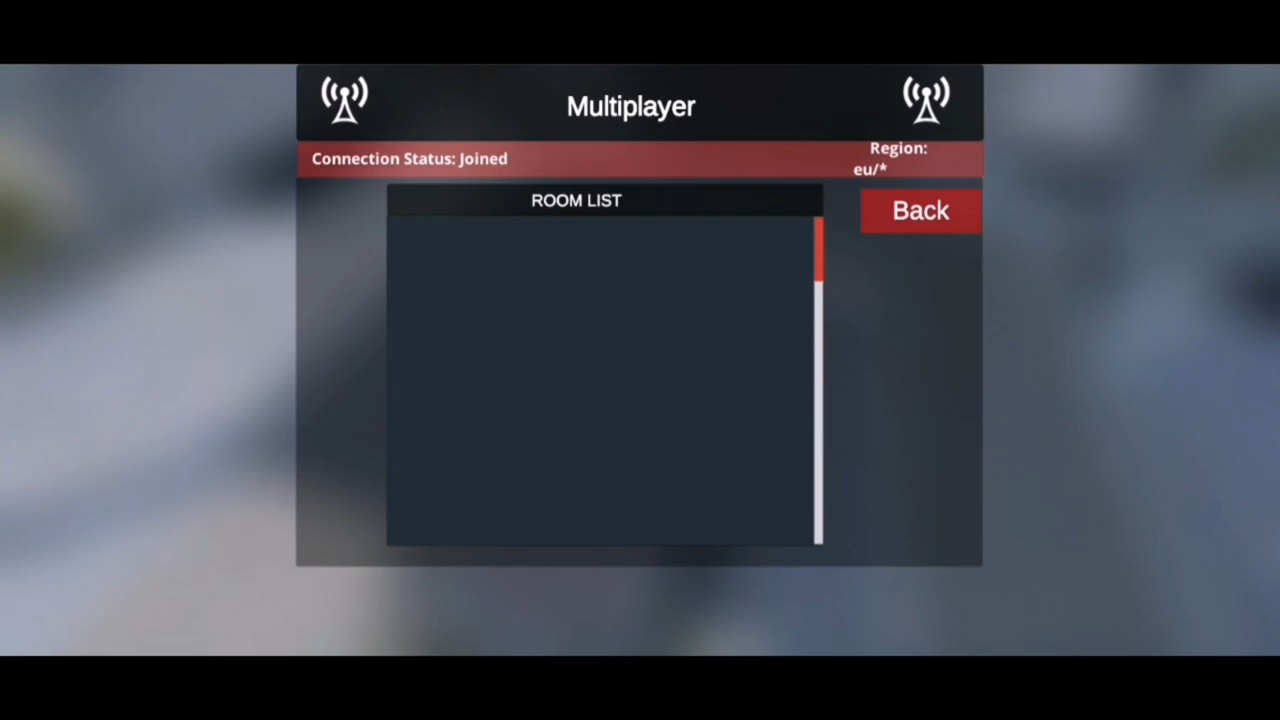 Multiplayer
Connection Status: Joined
Region:
eu/*
ROOM LIST
Back